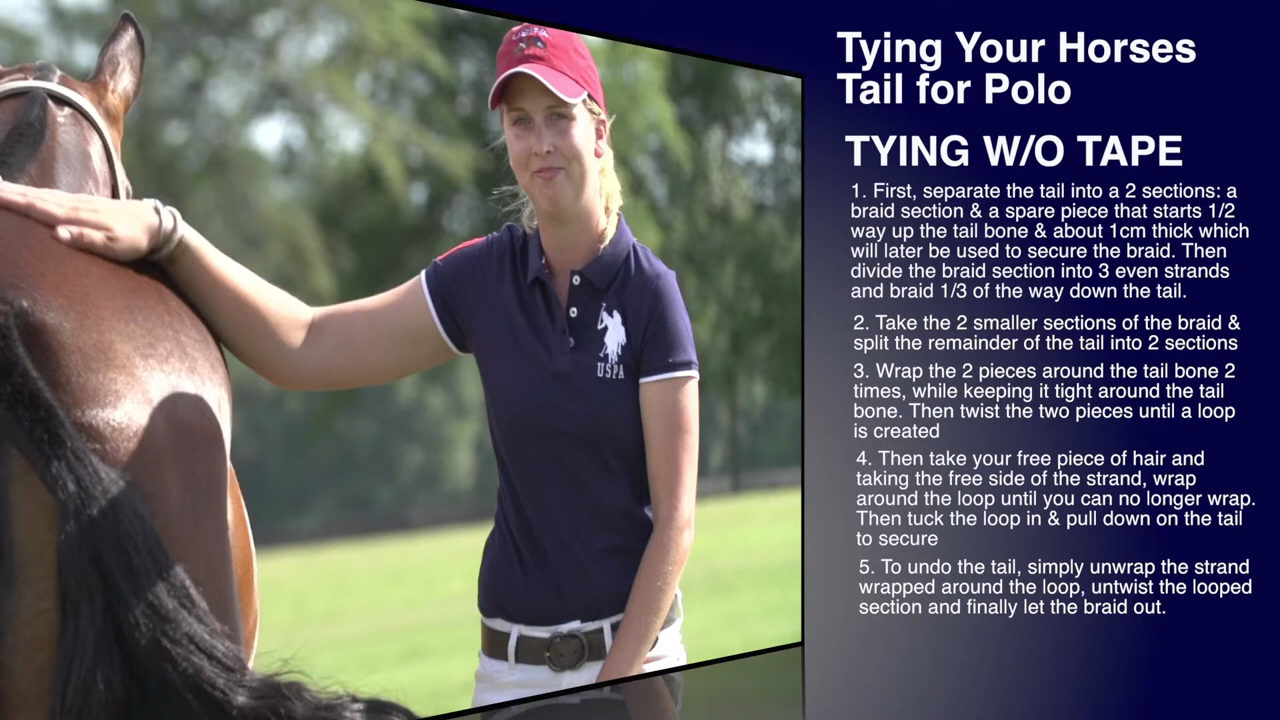 USPA
USPA
Tying Your Horses
Tail for Polo
TYING W/O TAPE
1. First, separate the tail into a 2 sections: a
braid section & a spare piece that starts 1/2
way up the tail bone & about 1cm thick which
will later be used to secure the braid. Then
divide the braid section into 3 even strands
and braid 1/3 of the way down the tail.
2. Take the 2 smaller sections of the braid &
split the remainder of the tail into 2 sections
3. Wrap the 2 pieces around the tail bone 2
times, while keeping it tight around the tail
bone. Then twist the two pieces until a loop
is created
4. Then take your free piece of hair and
taking the free side of the strand, wrap
around the loop until you can no longer wrap.
Then tuck the loop in & pull down on the tail
to secure
5. To undo the tail, simply unwrap the strand
wrapped around the loop, untwist the looped
section and finally let the braid out.